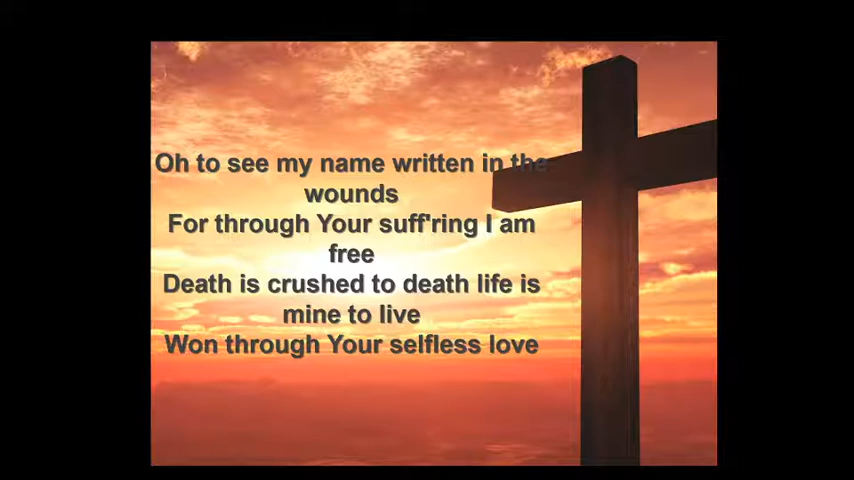 Oh to see my name written in the
wounds
For through Your suff'ring I am
free
Death is crushed to death life is
mine to live
Won through Your selfless love